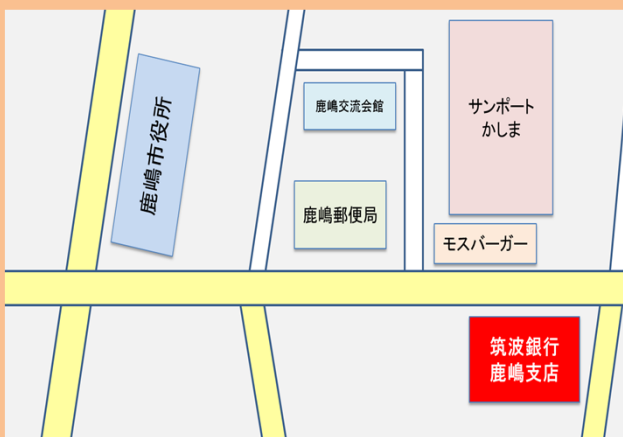 鹿嶋市役所
鹿嶋交流会館
鹿嶋郵便局
サンポート
かしま
モスバーガー
筑波銀行
鹿嶋支店